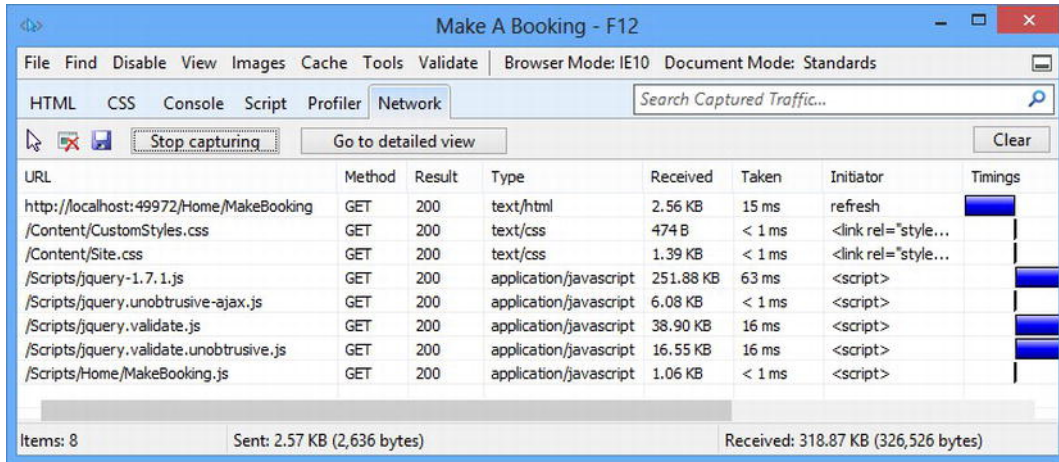 Make A Booking - F12
File Find Disable View Images Cache Tools Validate Browser Mode: IE10 Document Mode: Standards
HTML CSS Console Script Profiler Network Search Captured Traffic...
Stop capturing Go to detailed view Clear
URL Method Result Type Received Taken Initiator Timings
http://localhost:49972/Home/MakeBooking GET 200 text/html 2.56 KB 15 ms refresh
/Content/CustomStyles.css GET 200 text/css 474 B < 1 ms <link rel="style...
/Content/Site.css GET 200 text/css 1.39 KB < 1 ms <link rel="style...
/Scripts/jquery-1.7.1.js GET 200 application/javascript 251.88 KB 63 ms <script>
/Scripts/jquery.unobtrusive-ajax.js GET 200 application/javascript 6.08 KB < 1 ms <script>
/Scripts/jquery.validate.js GET 200 application/javascript 38.90 KB 16 ms <script>
/Scripts/jquery.validate.unobtrusive.js GET 200 application/javascript 16.55 KB 16 ms <script>
/Scripts/Home/MakeBooking.js GET 200 application/javascript 1.06 KB < 1 ms <script>
Items: 8 Sent: 2.57 KB (2,636 bytes) Received: 318.87 KB (326,526 bytes)